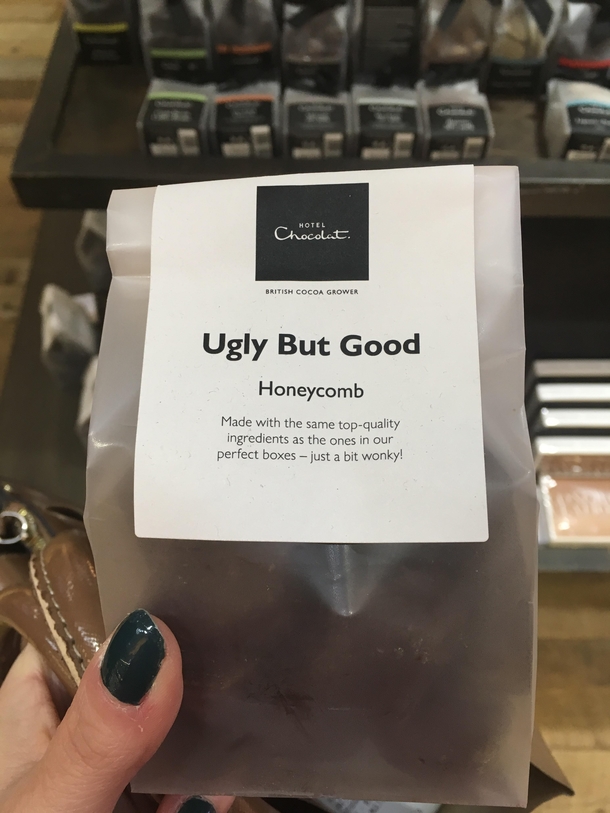 HOTEL
Chocolat.
BRITISH COCOA GROWER
Ugly But Good
Honeycomb
Made with the same top-quality
ingredients as the ones in our
perfect boxes – just a bit wonky!